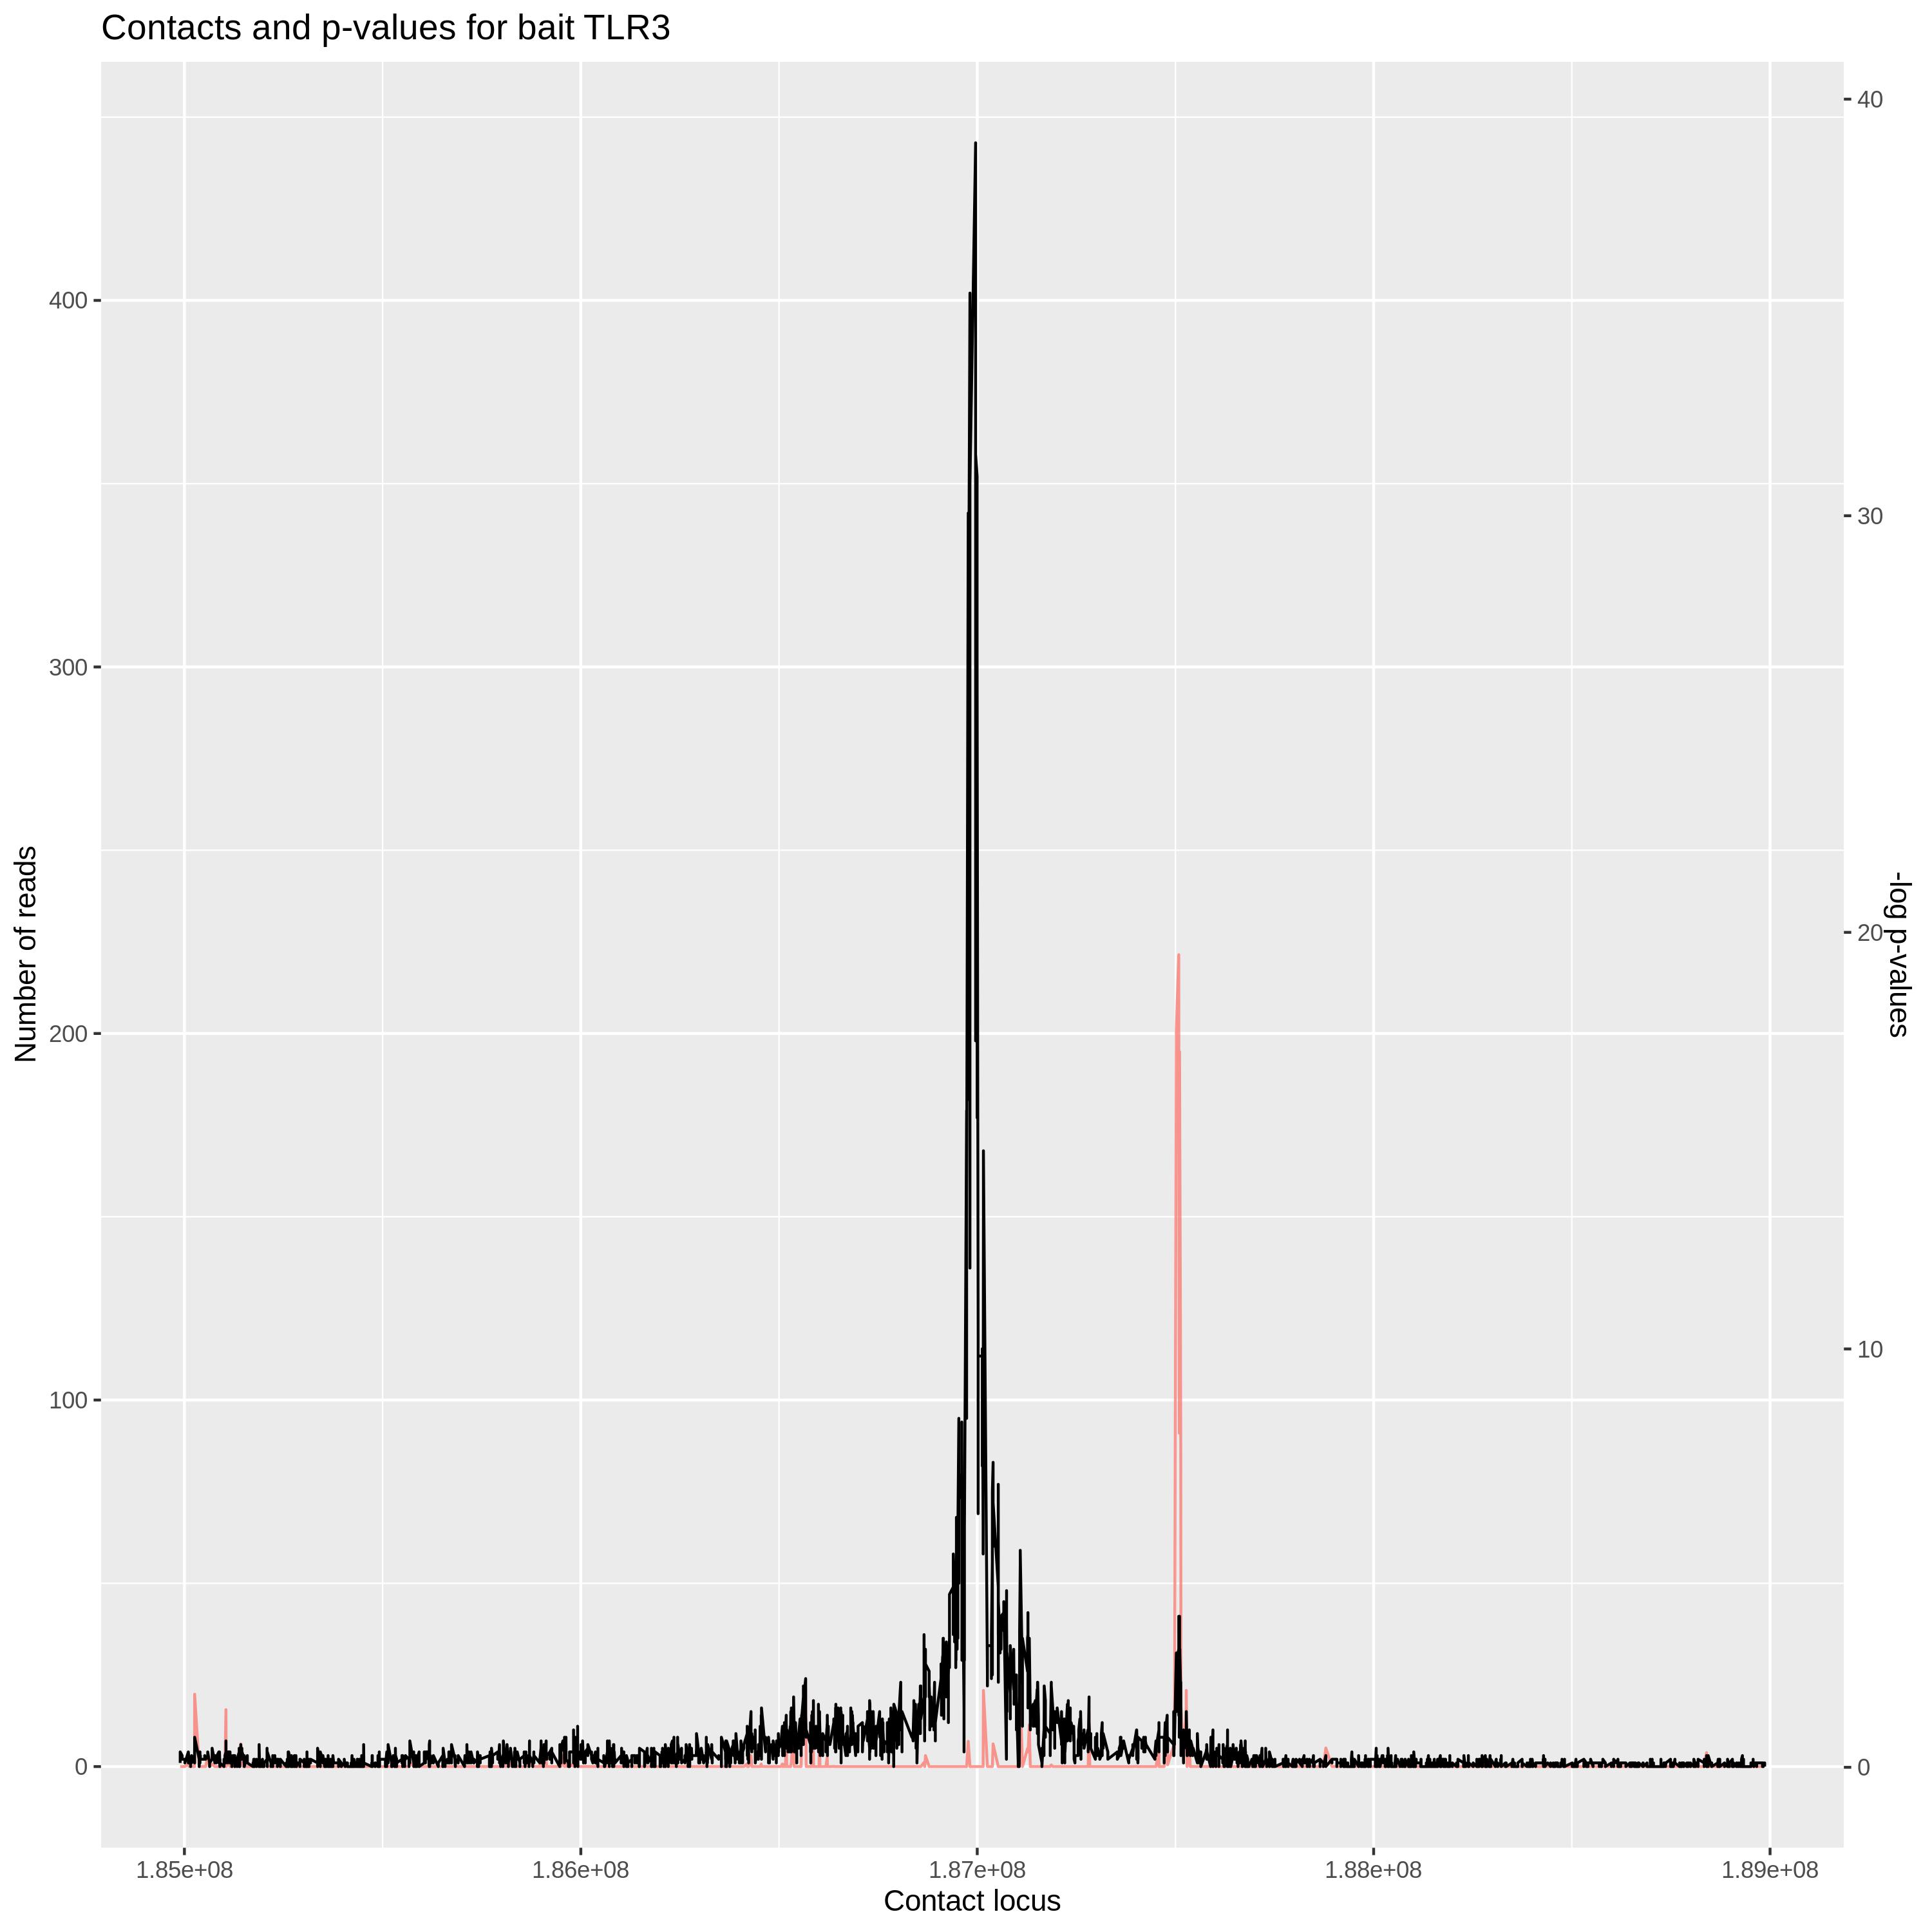 Contacts and p-values for bait TLR3
40
400
30
300
20
200
10
100
0
0
Number of reads
-log p-values
1.85e+08
1.86e+08
1.87e+08
1.88e+08
1.89e+08
Contact locus